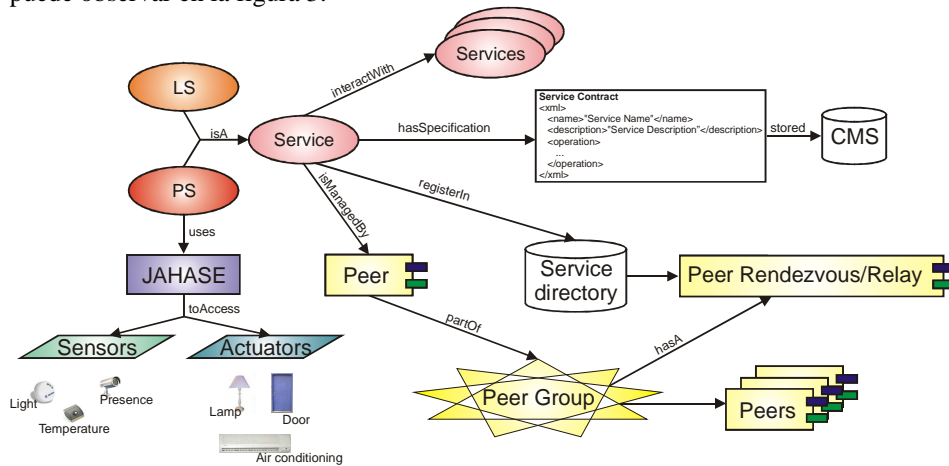 puede observar en la figura 3.
Services
LS
interactWith
Service Contract
<xml>
<name>"Service Name"</name>
<description>"Service Description"</description>
<operation>
...
</operation>
</xml>
isA
Service
hasSpecification
stored
CMS
PS
isManagedBy
registerIn
uses
JAHASE
Peer
Service
directory
Peer Rendezvous/Relay
toAccess
partOf
hasA
Sensors
Actuators
Light
Presence
Temperature
Lamp
Door
Air conditioning
Peer Group
Peers